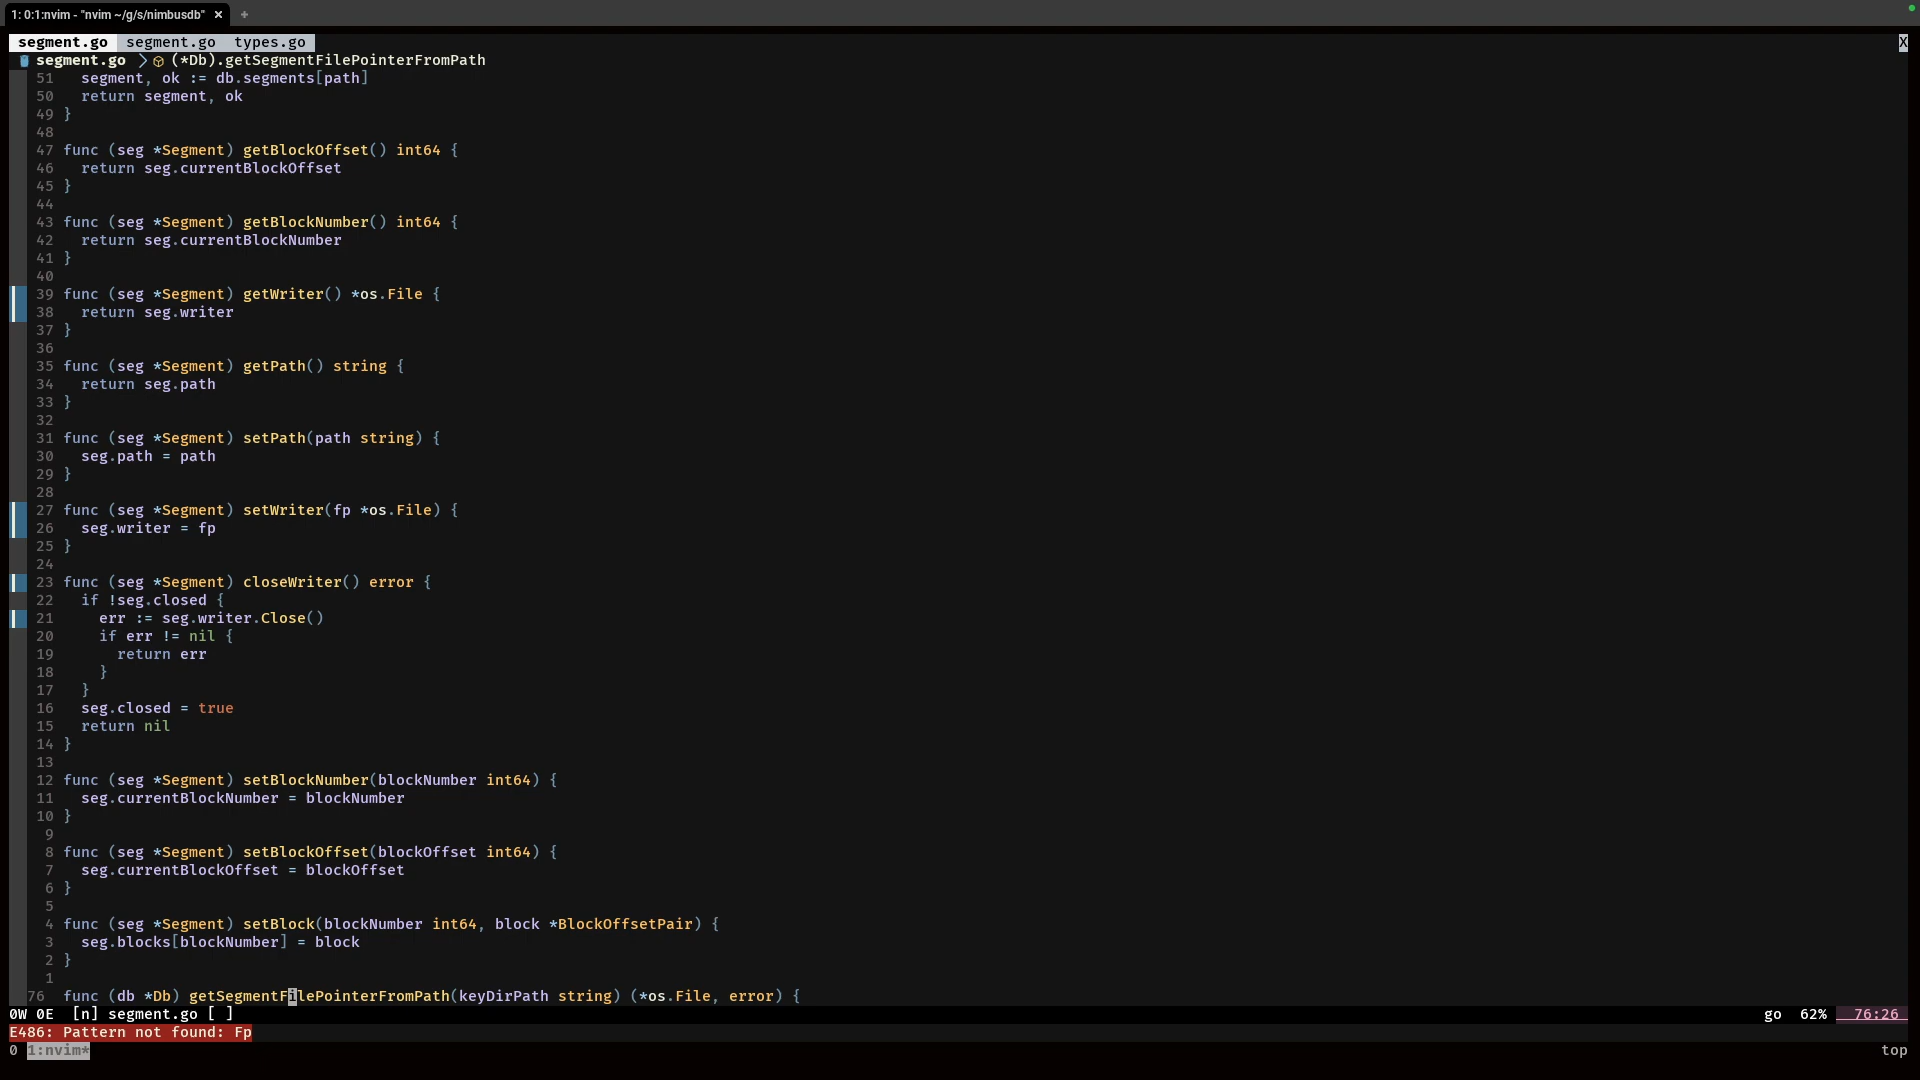 1: 0:1:nvim - "nvim ~/g/s/nimbusdb" × +
segment.go segment.go types.go X
segment.go > (*Db).getSegmentFilePointerFromPath
51 segment, ok := db.segments[path]
50 return segment, ok
49 }
48
47 func (seg *Segment) getBlockOffset() int64 {
46 return seg.currentBlockOffset
45 }
44
43 func (seg *Segment) getBlockNumber() int64 {
42 return seg.currentBlockNumber
41 }
40
39 func (seg *Segment) getWriter() *os.File {
38 return seg.writer
37 }
36
35 func (seg *Segment) getPath() string {
34 return seg.path
33 }
32
31 func (seg *Segment) setPath(path string) {
30 seg.path = path
29 }
28
27 func (seg *Segment) setWriter(fp *os.File) {
26 seg.writer = fp
25 }
24
23 func (seg *Segment) closeWriter() error {
22 if !seg.closed {
21 err := seg.writer.Close()
20 if err != nil {
19 return err
18 }
17 }
16 seg.closed = true
15 return nil
14 }
13
12 func (seg *Segment) setBlockNumber(blockNumber int64) {
11 seg.currentBlockNumber = blockNumber
10 }
9
8 func (seg *Segment) setBlockOffset(blockOffset int64) {
7 seg.currentBlockOffset = blockOffset
6 }
5
4 func (seg *Segment) setBlock(blockNumber int64, block *BlockOffsetPair) {
3 seg.blocks[blockNumber] = block
2 }
1
76 func (db *Db) getSegmentFilePointerFromPath(keyDirPath string) (*os.File, error) {
0W 0E [n] segment.go [ ] go 62% 76:26
E486: Pattern not found: Fp
0 1:nvim* top